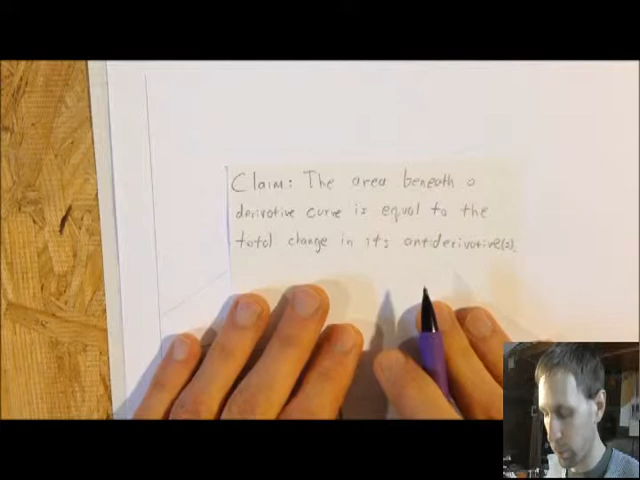 Claim: The area beneath a
derivative curve is equal to the
total change in its antiderivative(s).